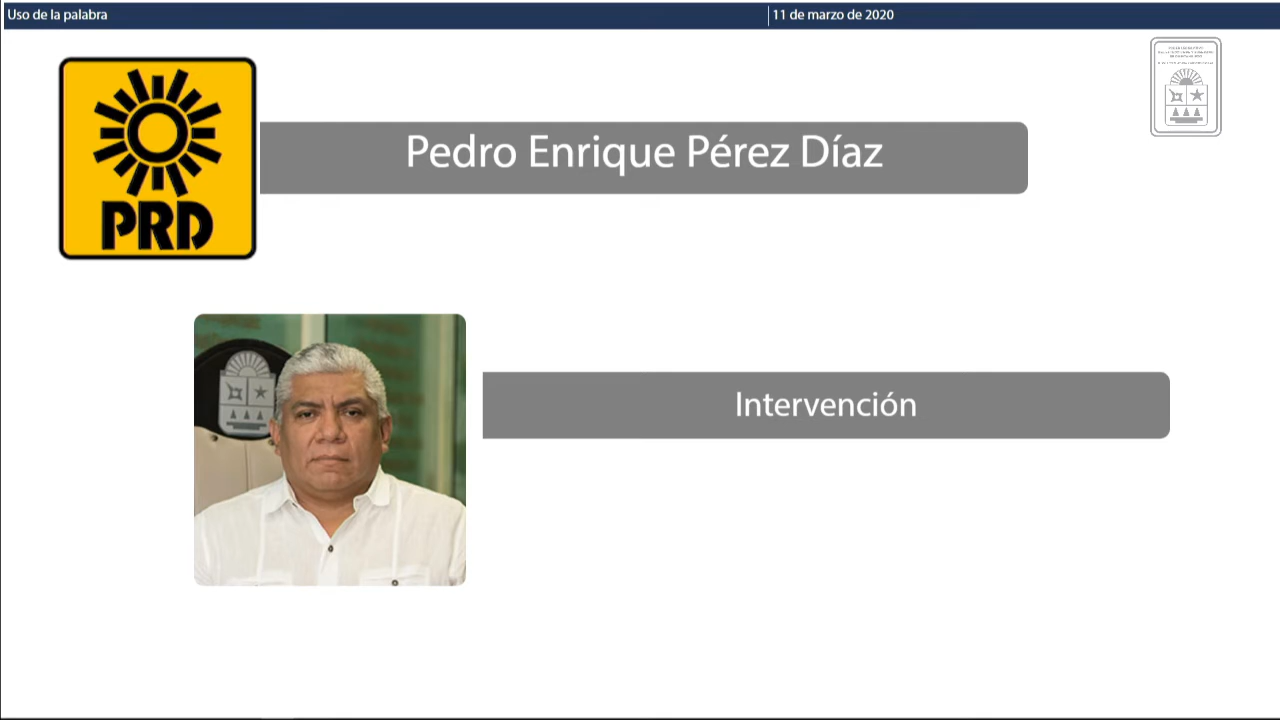 Uso de la palabra
11 de marzo de 2020
PRD
Pedro Enrique Pérez Díaz
Intervención